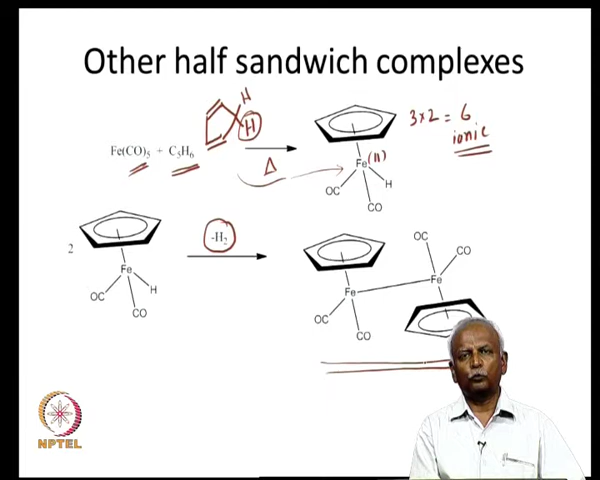 Other half sandwich complexes
H
H
3x2 = 6
ionic
Fe(CO)5 + C5H6
Δ
Fe(II)
OC
H
CO
2
-H2
Fe
H
OC
CO
OC
CO
Fe
Fe
OC
CO
NPTEL